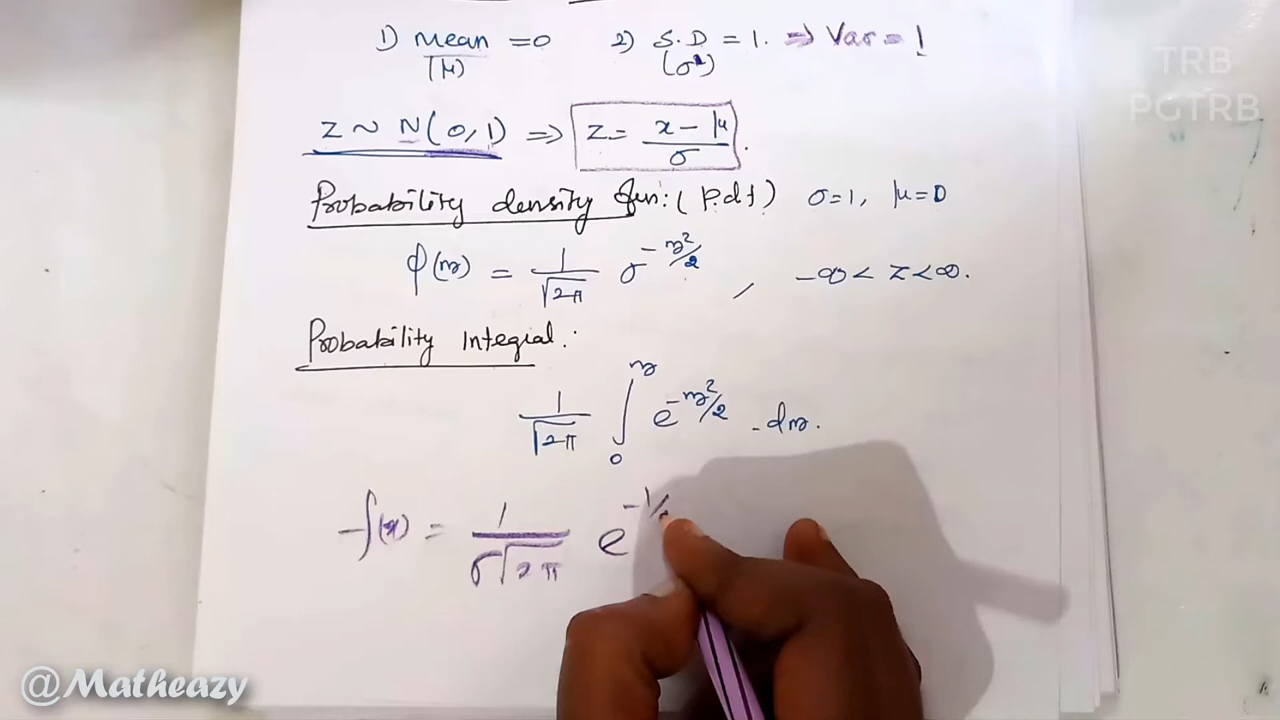 1) Mean = 0 2) S.D = 1. ⇒ Var = 1
(μ) (σ²)
TRB
PGTRB
Z ~ N(0,1) ⇒ Z = x - μ / σ .
Probability density fun: (P.d.f) σ=1, μ=0
φ(z) = 1/√2π e^-z²/2 , -∞ < z < ∞.
Probability Integral :
1/√2π ∫₀^z e^-z²/2 . dz.
f(x) = 1/σ√2π e^-1/
@Matheazy